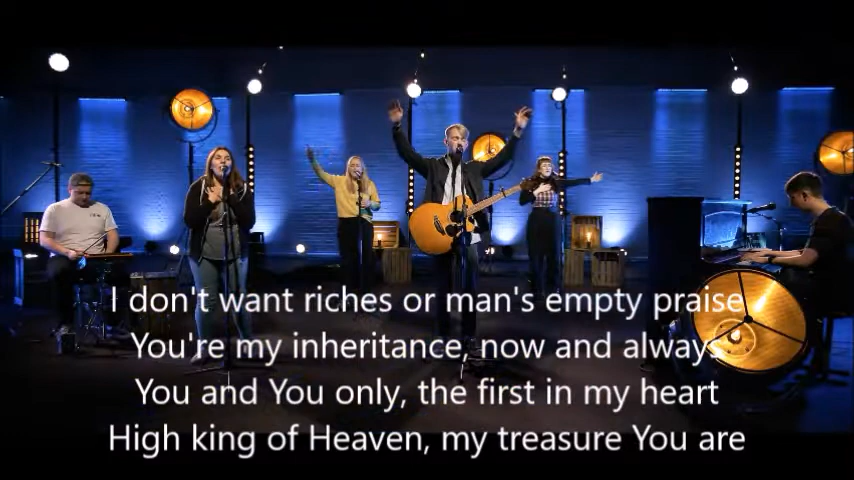 I don't want riches or man's empty praise
You're my inheritance, now and always
You and You only, the first in my heart
High king of Heaven, my treasure You are